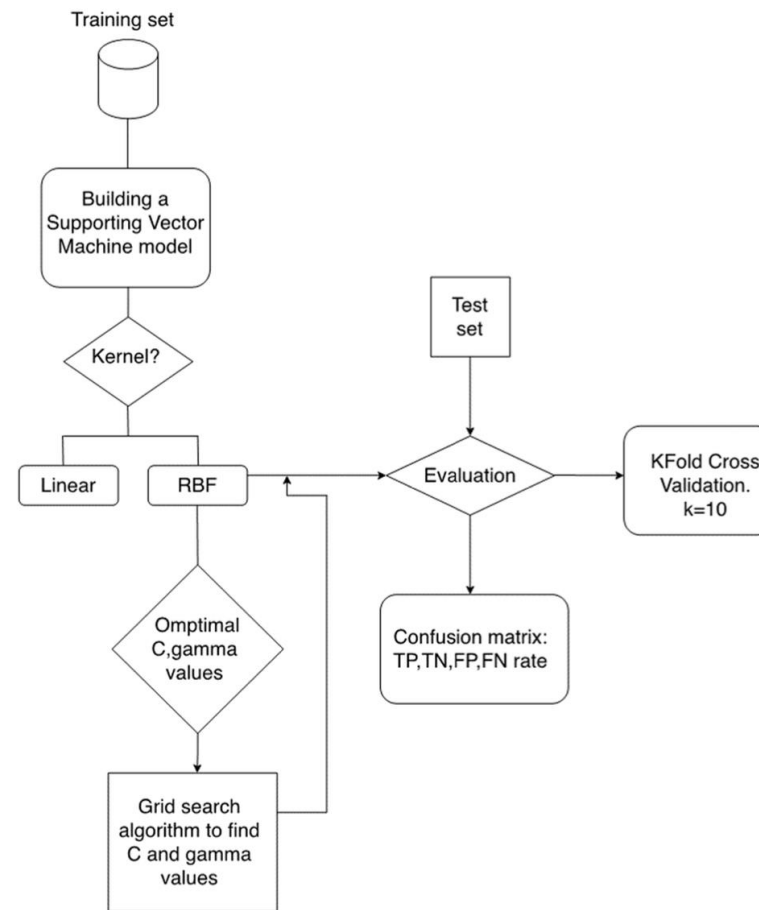 Training set
Building a
Supporting Vector
Machine model
Kernel?
Linear
RBF
Omptimal
C,gamma
values
Grid search
algorithm to find
C and gamma
values
Test
set
Evaluation
KFold Cross
Validation.
k=10
Confusion matrix:
TP,TN,FP,FN rate